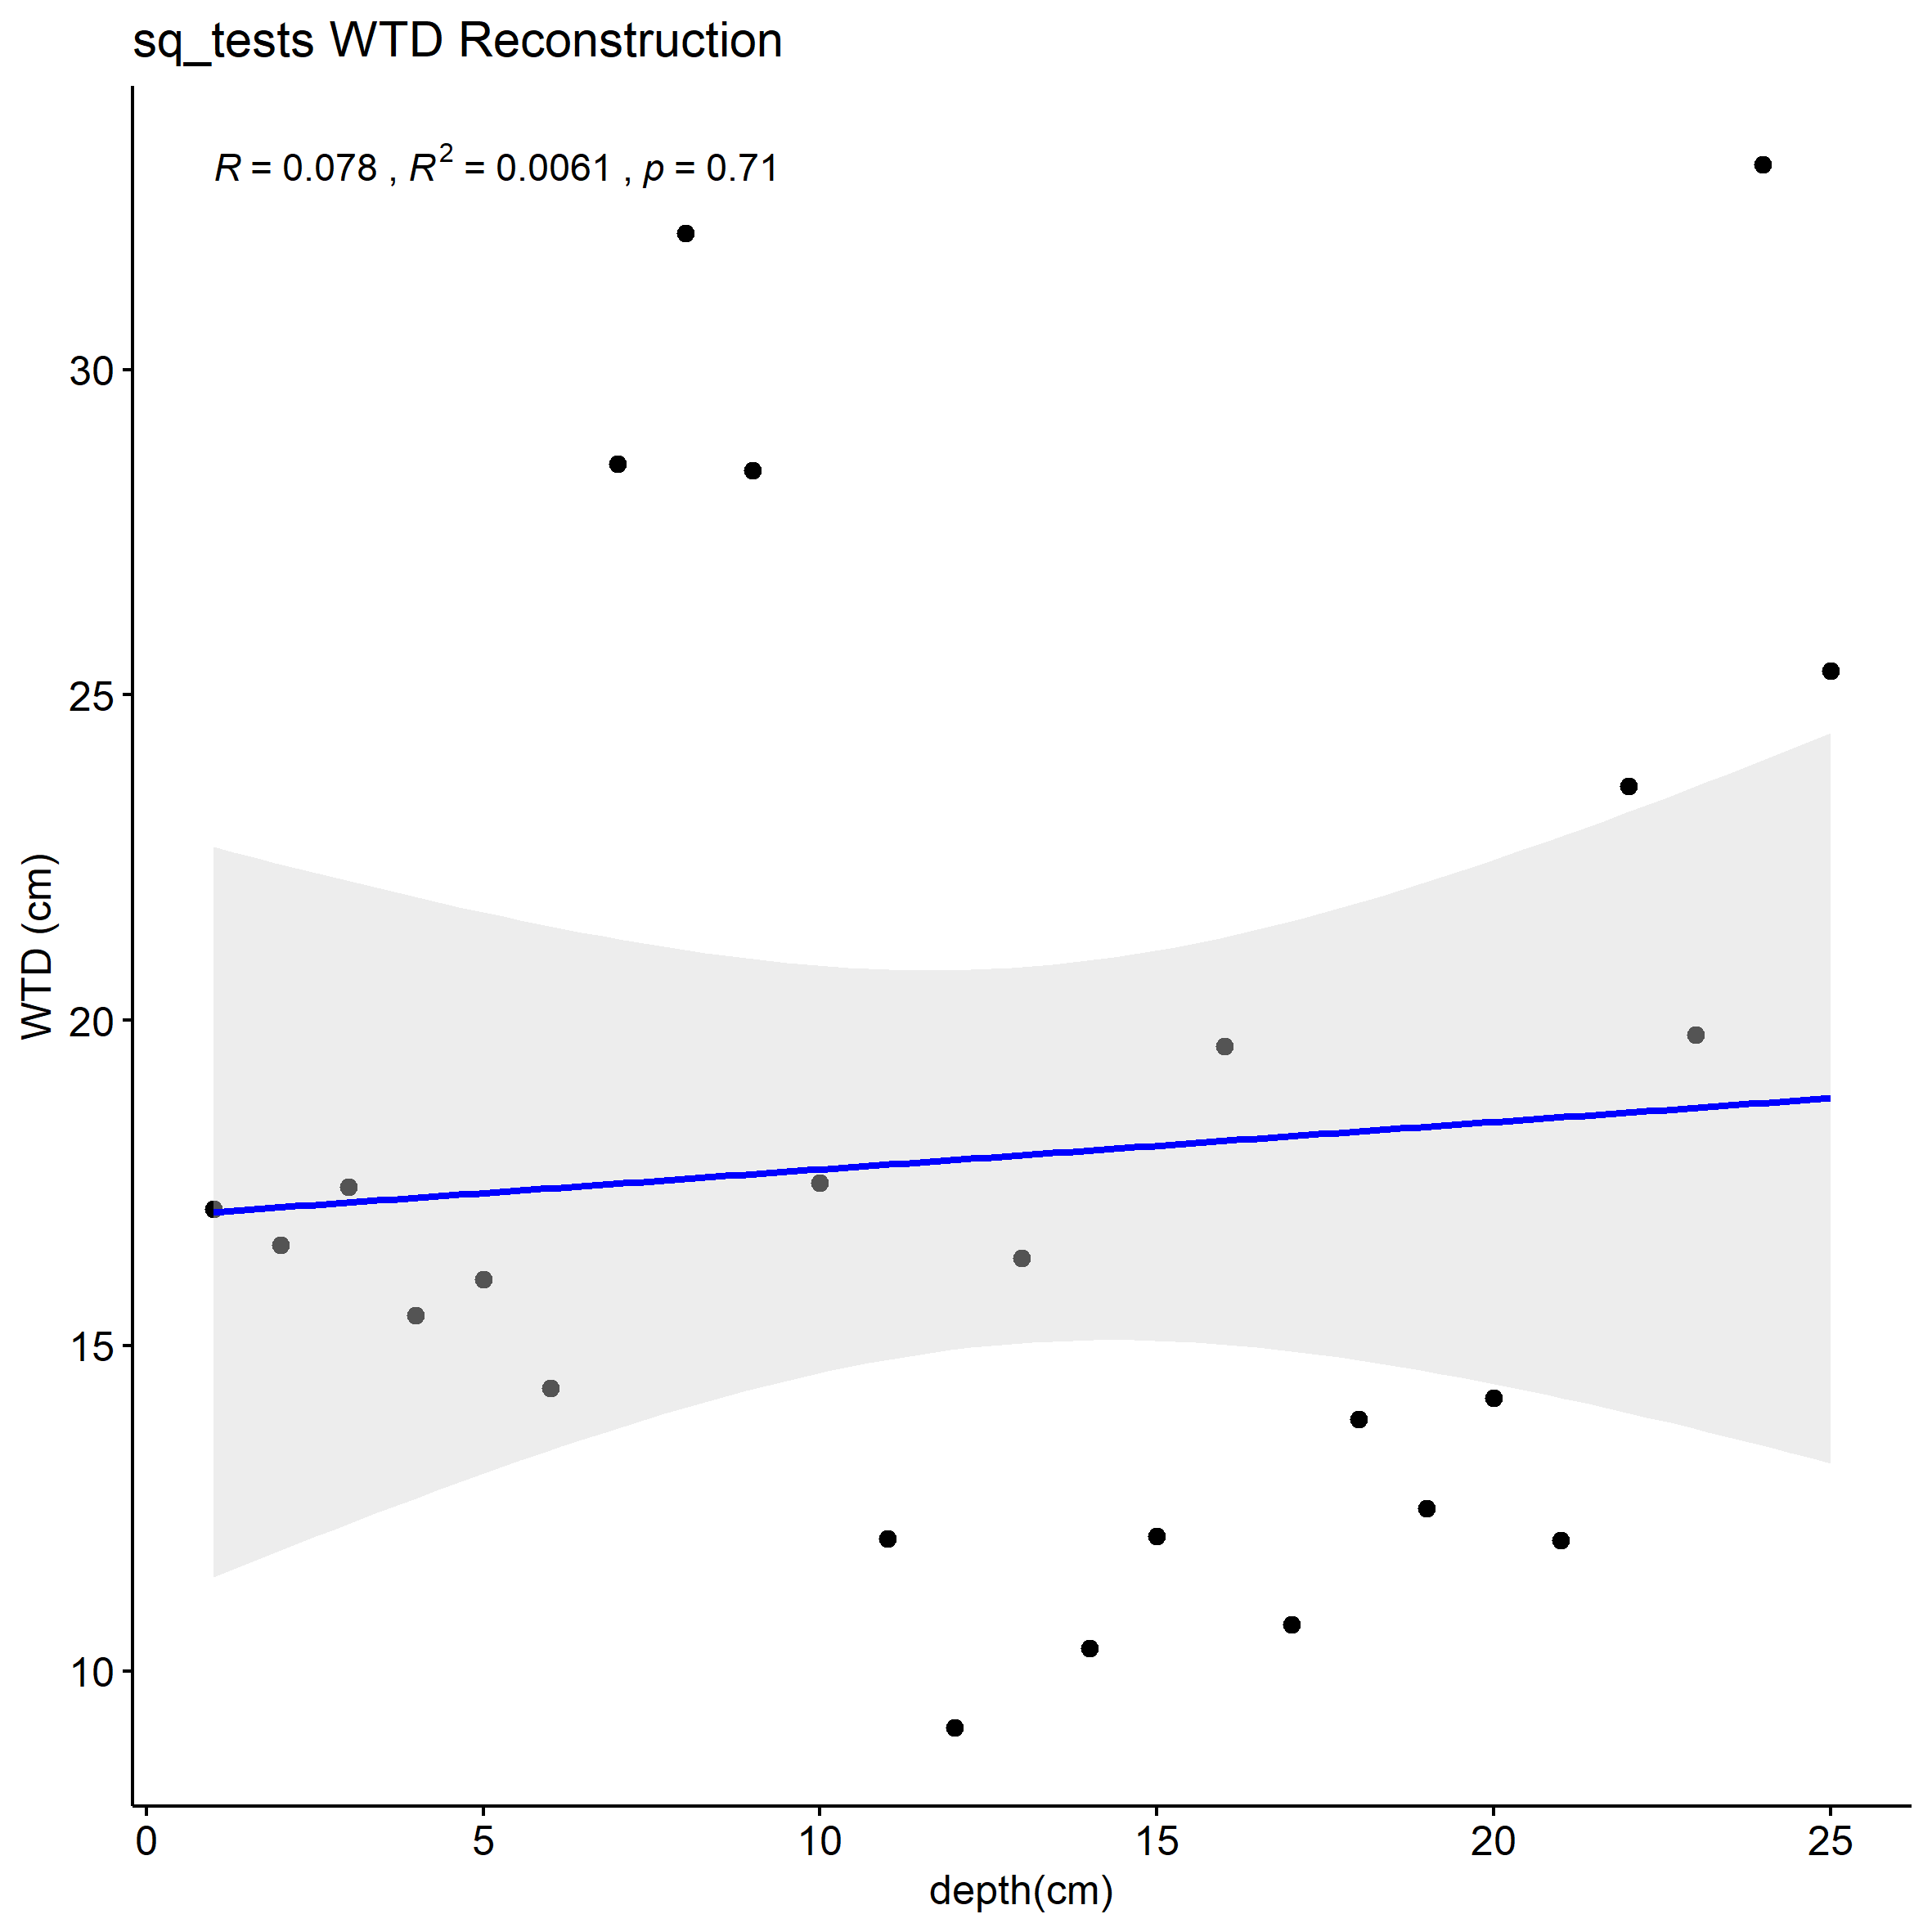 sq_tests WTD Reconstruction
R = 0.078 , R² = 0.0061 , p = 0.71
30
25
20
15
10
WTD (cm)
0 5 10 15 20 25
depth(cm)